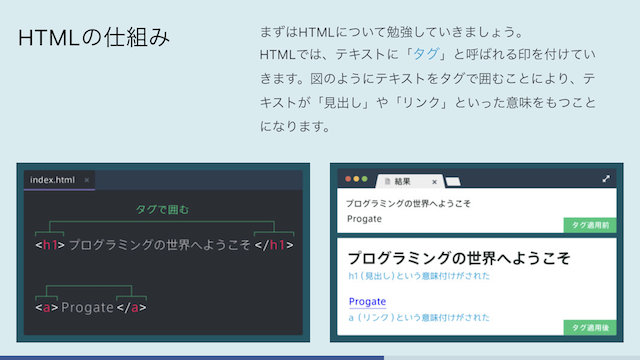 HTMLの仕組み
まずはHTMLについて勉強していきましょう。
HTMLでは、テキストに「タグ」と呼ばれる印を付けてい
きます。図のようにテキストをタグで囲むことにより、テ
キストが「見出し」や「リンク」といった意味をもつこと
になります。
index.html ×
タグで囲む
<h1> プログラミングの世界へようこそ </h1>
<a> Progate </a>
結果 ×
プログラミングの世界へようこそ
Progate
タグ適用前
プログラミングの世界へようこそ
h1 ( 見出し ) という意味付けがされた
Progate
a ( リンク ) という意味付けがされた
タグ適用後